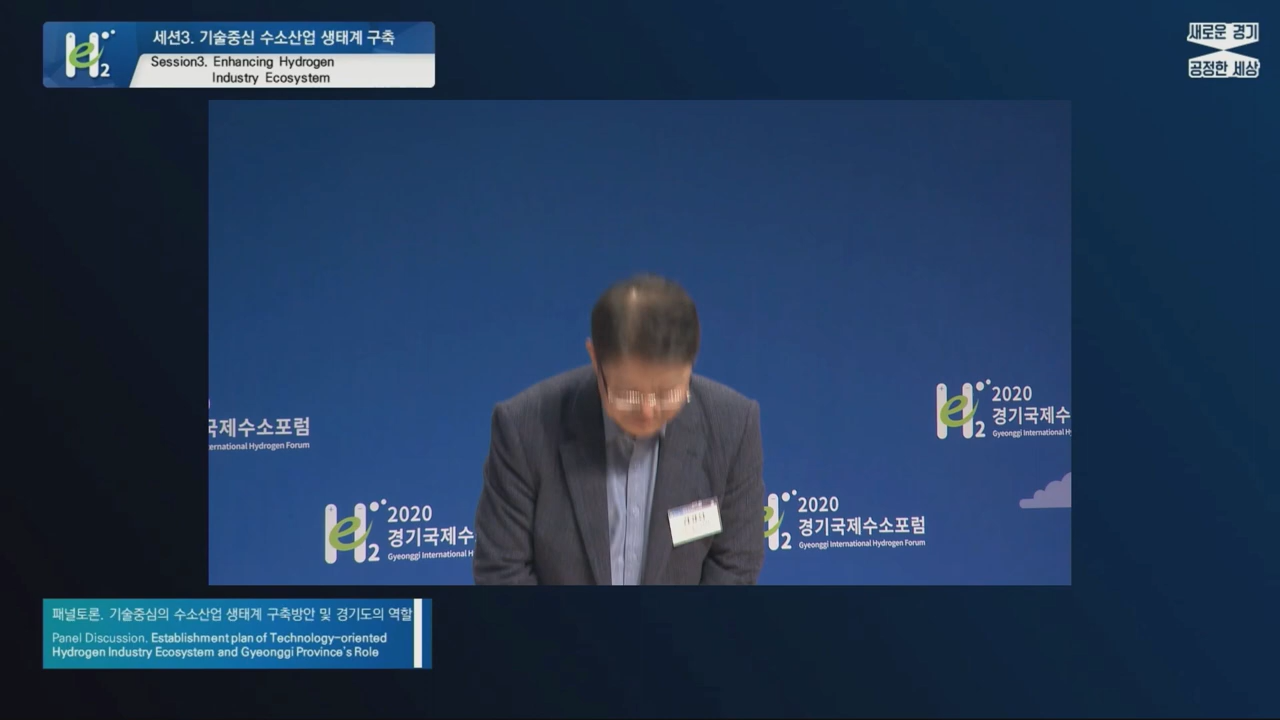 세션3. 기술중심 수소산업 생태계 구축
Session3. Enhancing Hydrogen
Industry Ecosystem
새로운 경기
공정한 세상
H2
2020
경기국제수
Gyeonggi International H
국제수소포럼
ernational Hydrogen Forum
2020
경기국제수
Gyeonggi International H
2020
경기국제수소포럼
Gyeonggi International Hydrogen Forum
패널토론. 기술중심의 수소산업 생태계 구축방안 및 경기도의 역할
Panel Discussion. Establishment plan of Technology-oriented
Hydrogen Industry Ecosystem and Gyeonggi Province's Role